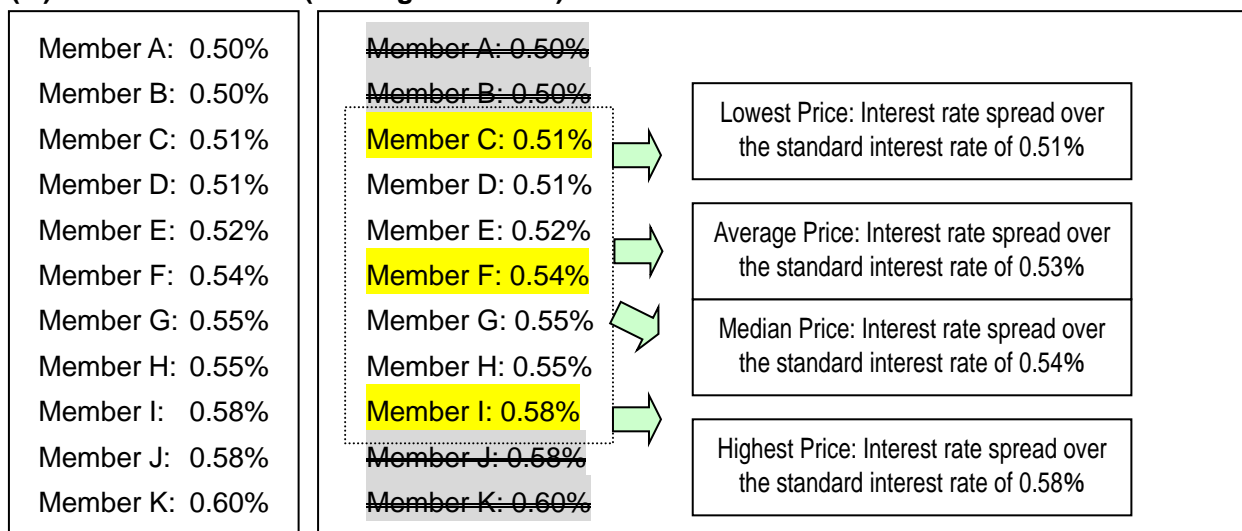 Member A: 0.50%
Member B: 0.50%
Member C: 0.51%
Member D: 0.51%
Member E: 0.52%
Member F: 0.54%
Member G: 0.55%
Member H: 0.55%
Member I: 0.58%
Member J: 0.58%
Member K: 0.60%
Member A: 0.50%
Member B: 0.50%
Member C: 0.51%
Member D: 0.51%
Member E: 0.52%
Member F: 0.54%
Member G: 0.55%
Member H: 0.55%
Member I: 0.58%
Member J: 0.58%
Member K: 0.60%
Lowest Price: Interest rate spread over
the standard interest rate of 0.51%
Average Price: Interest rate spread over
the standard interest rate of 0.53%
Median Price: Interest rate spread over
the standard interest rate of 0.54%
Highest Price: Interest rate spread over
the standard interest rate of 0.58%